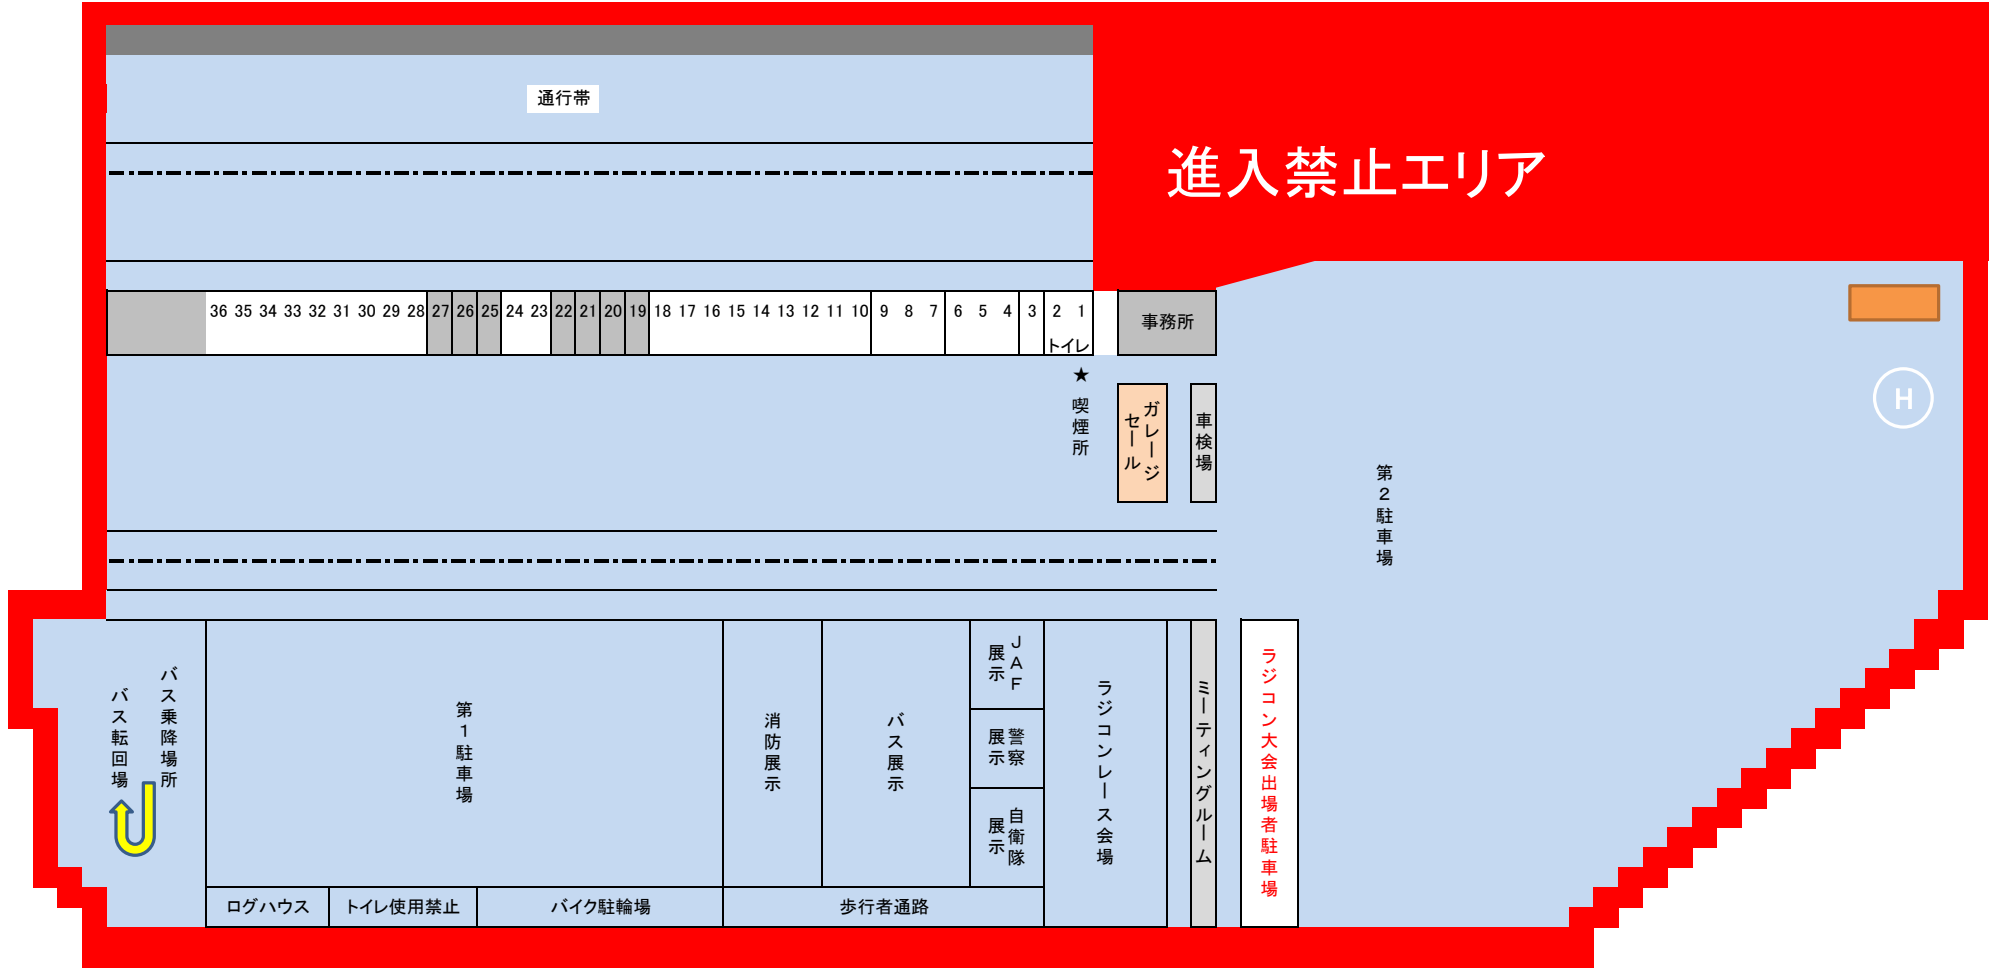 通行帯
進入禁止エリア
36 35 34 33 32 31 30 29 28 27 26 25 24 23 22 21 20 19 18 17 16 15 14 13 12 11 10 9 8 7 6 5 4 3 2 1
トイレ
事務所
★
喫煙所
ガレージ
セール
車検場
H
第2駐車場
バス乗降場所
バス転回場
第1駐車場
消防展示
バス展示
JAF
展示
警察
展示
自衛隊
展示
ラジコンレース会場
ミーティングルーム
ラジコン大会出場者駐車場
ログハウス
トイレ使用禁止
バイク駐輪場
歩行者通路